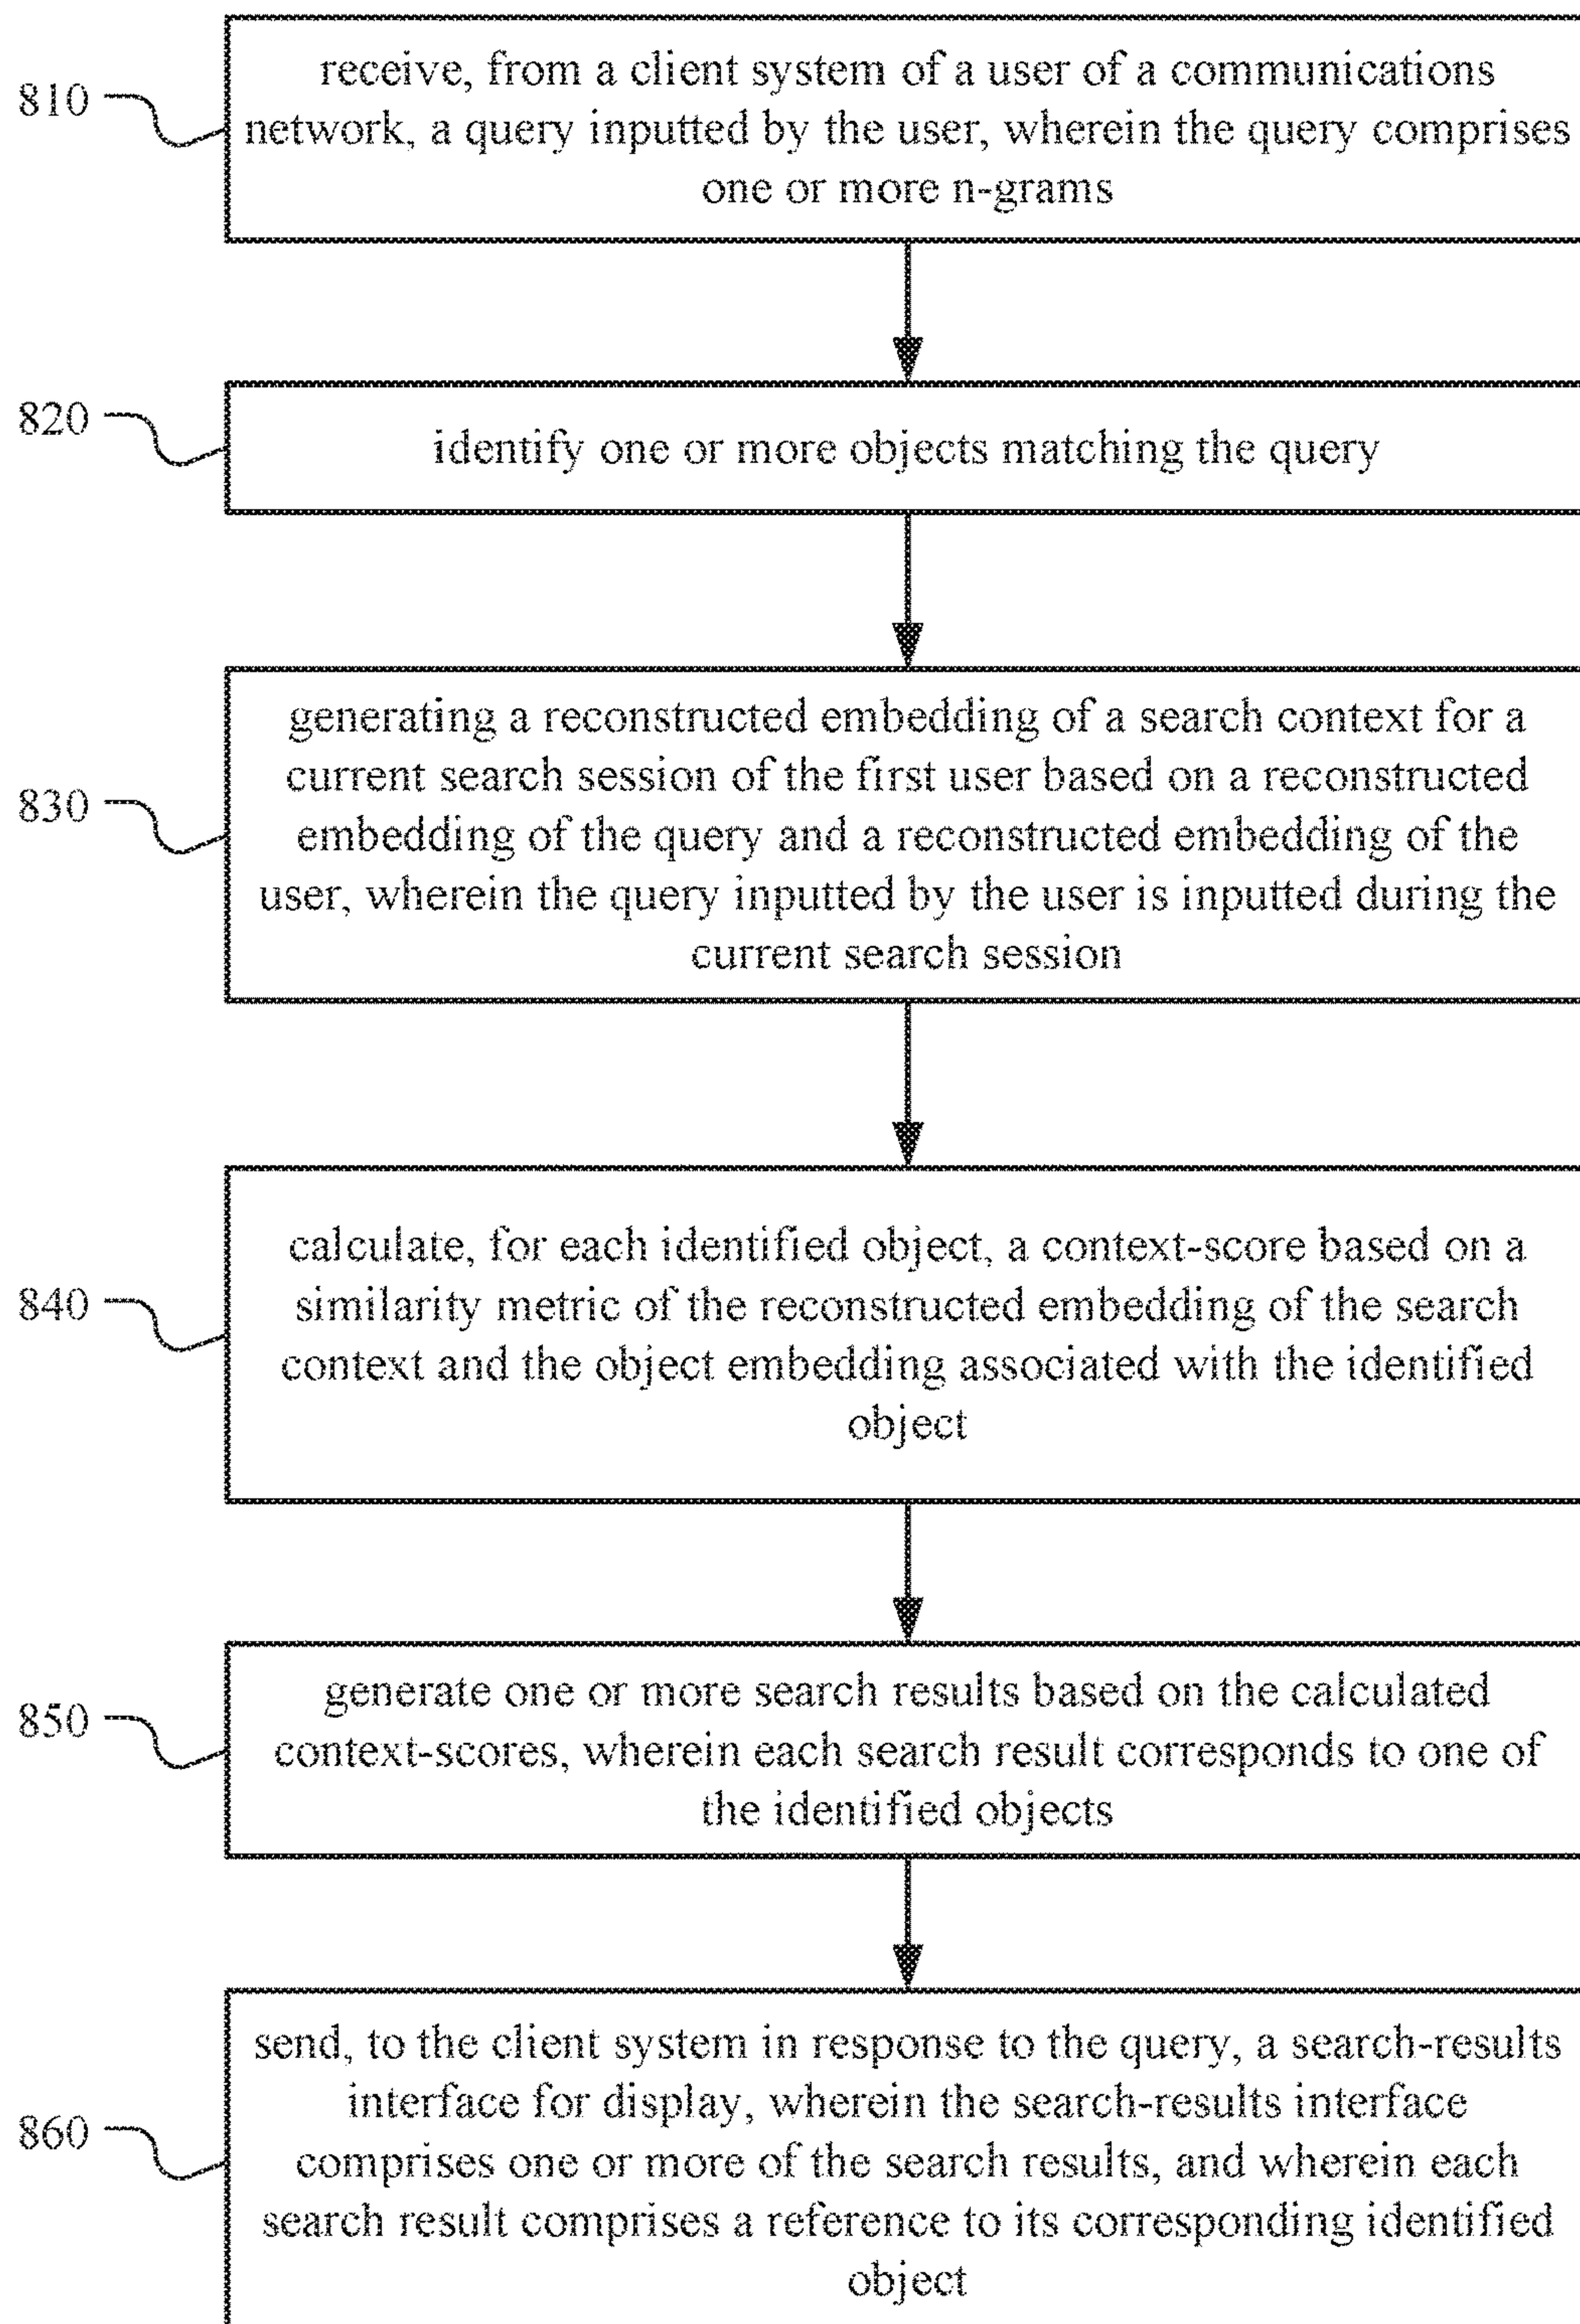 810
receive, from a client system of a user of a communications
network, a query inputted by the user, wherein the query comprises
one or more n-grams
820
identify one or more objects matching the query
830
generating a reconstructed embedding of a search context for a
current search session of the first user based on a reconstructed
embedding of the query and a reconstructed embedding of the
user, wherein the query inputted by the user is inputted during the
current search session
840
calculate, for each identified object, a context-score based on a
similarity metric of the reconstructed embedding of the search
context and the object embedding associated with the identified
object
850
generate one or more search results based on the calculated
context-scores, wherein each search result corresponds to one of
the identified objects
860
send, to the client system in response to the query, a search-results
interface for display, wherein the search-results interface
comprises one or more of the search results, and wherein each
search result comprises a reference to its corresponding identified
object